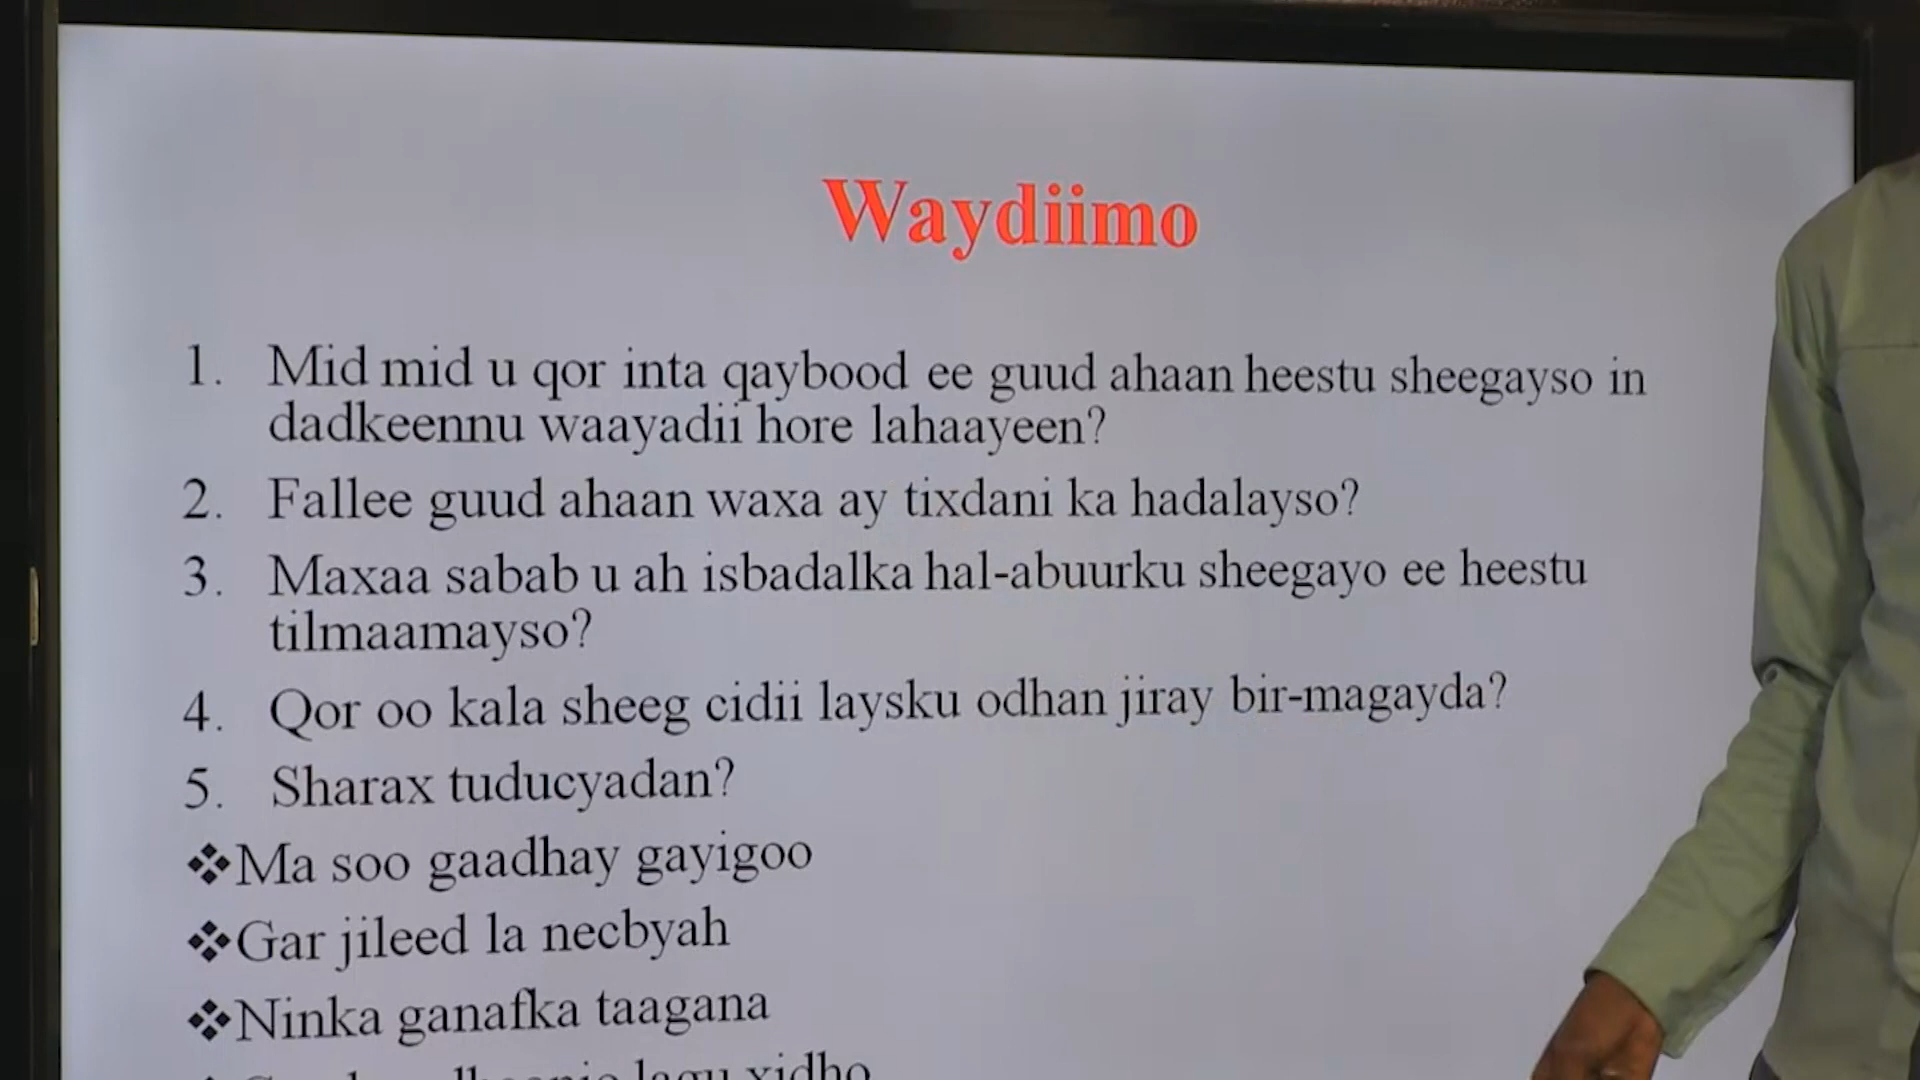 Waydiimo
1. Mid mid u qor inta qaybood ee guud ahaan heestu sheegayso in
dadkeennu waayadii hore lahaayeen?
2. Fallee guud ahaan waxa ay tixdani ka hadalayso?
3. Maxaa sabab u ah isbadalka hal-abuurku sheegayo ee heestu
tilmaamayso?
4. Qor oo kala sheeg cidii laysku odhan jiray bir-magayda?
5. Sharax tuducyadan?
❖Ma soo gaadhay gayigoo
❖Gar jileed la necbyah
❖Ninka ganafka taagana
lagu xidho